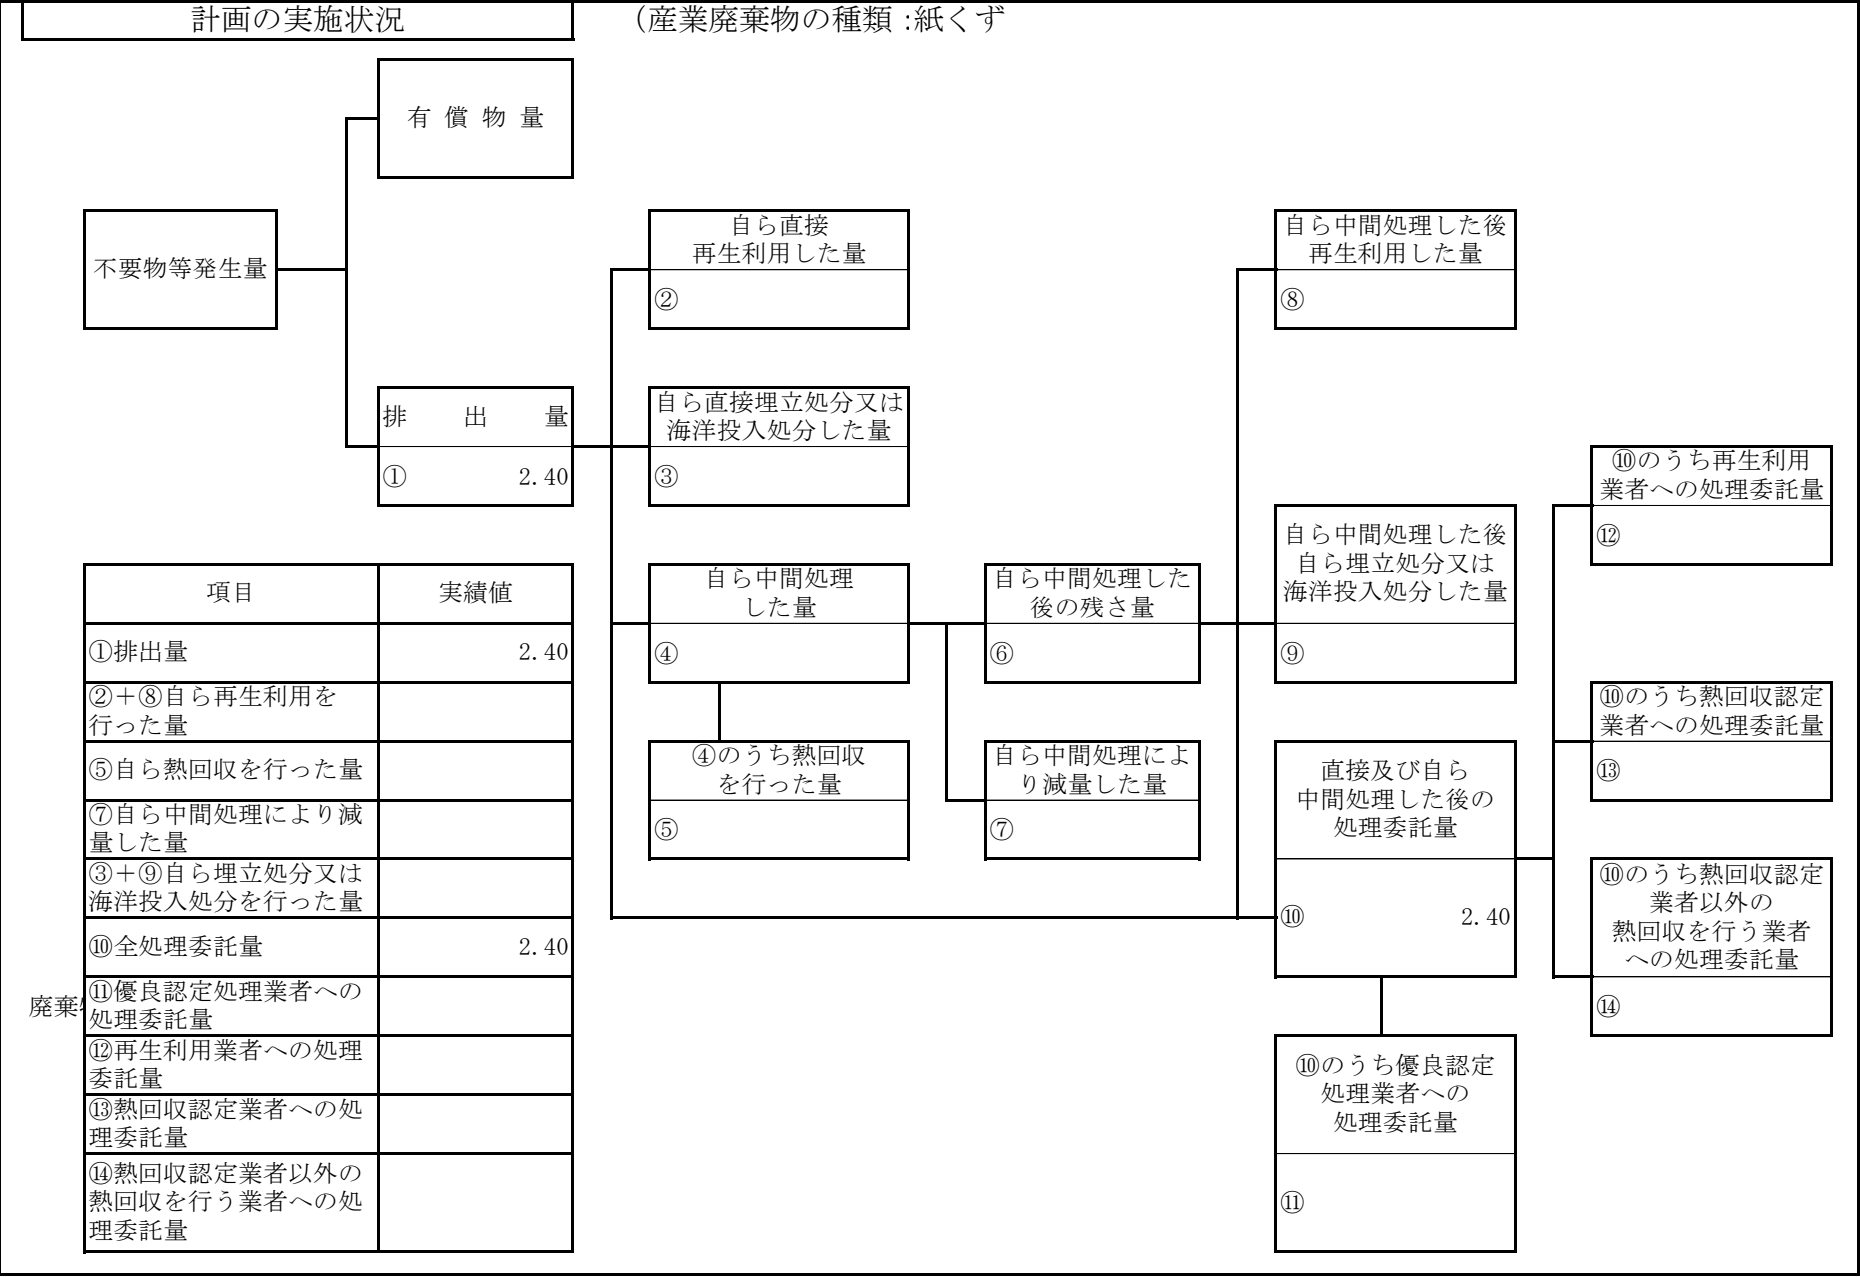 計画の実施状況
（産業廃棄物の種類:紙くず
有償物量
不要物等発生量
自ら直接
再生利用した量
②
自ら中間処理した後
再生利用した量
⑧
排出量
① 2.40
自ら直接埋立処分又は
海洋投入処分した量
③
⑩のうち再生利用
業者への処理委託量
⑫
自ら中間処理した後
自ら埋立処分又は
海洋投入処分した量
⑨
自ら中間処理
した量
④
自ら中間処理した
後の残さ量
⑥
⑩のうち熱回収認定
業者への処理委託量
⑬
④のうち熱回収
を行った量
⑤
自ら中間処理によ
り減量した量
⑦
直接及び自ら
中間処理した後の
処理委託量
⑩ 2.40
⑩のうち熱回収認定
業者以外の
熱回収を行う業者
への処理委託量
⑭
⑩のうち優良認定
処理業者への
処理委託量
⑪
項目 実績値
①排出量 2.40
②＋⑧自ら再生利用を
行った量
⑤自ら熱回収を行った量
⑦自ら中間処理により減
量した量
③＋⑨自ら埋立処分又は
海洋投入処分を行った量
⑩全処理委託量 2.40
廃棄
⑪優良認定処理業者への
処理委託量
⑫再生利用業者への処理
委託量
⑬熱回収認定業者への処
理委託量
⑭熱回収認定業者以外の
熱回収を行う業者への処
理委託量